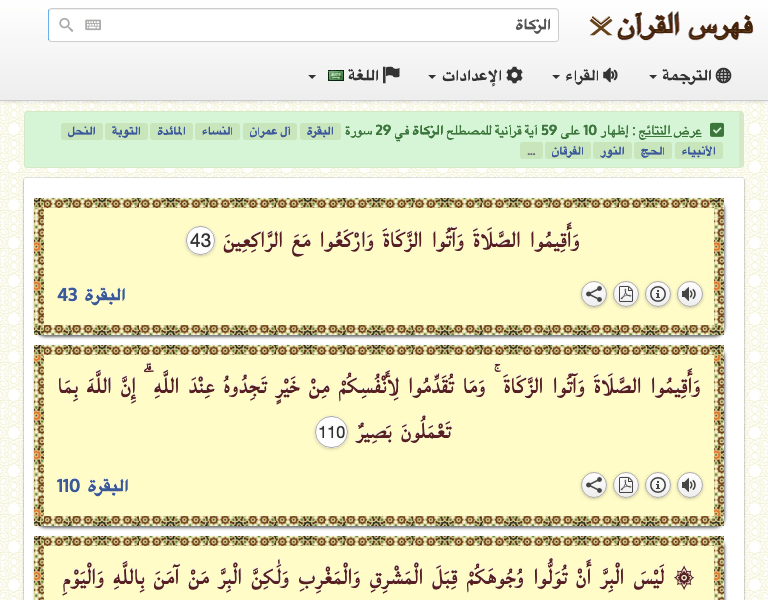 فهرس القرآن
الزكاة
الترجمة
القراء
الإعدادات
اللغة
عرض النتائج : إظهار 10 على 59 آية قرآنية للمصطلح الزكاة في 29 سورة البقرة آل عمران النساء المائدة التوبة النحل
الأنبياء الحج النور الفرقان ...
وَأَقِيمُوا الصَّلَاةَ وَآتُوا الزَّكَاةَ وَارْكَعُوا مَعَ الرَّاكِعِينَ 43
البقرة 43
وَأَقِيمُوا الصَّلَاةَ وَآتُوا الزَّكَاةَ ۚ وَمَا تُقَدِّمُوا لِأَنْفُسِكُمْ مِنْ خَيْرٍ تَجِدُوهُ عِنْدَ اللَّهِ ۗ إِنَّ اللَّهَ بِمَا
تَعْمَلُونَ بَصِيرٌ 110
البقرة 110
۞ لَيْسَ الْبِرَّ أَنْ تُوَلُّوا وُجُوهَكُمْ قِبَلَ الْمَشْرِقِ وَالْمَغْرِبِ وَلَٰكِنَّ الْبِرَّ مَنْ آمَنَ بِاللَّهِ وَالْيَوْمِ